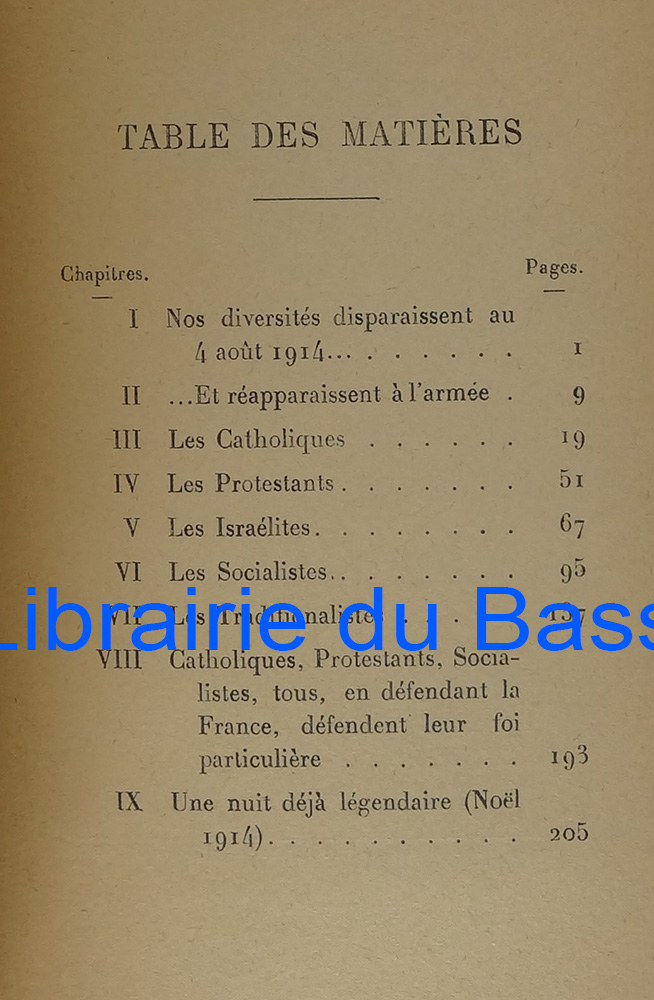 TABLE DES MATIÈRES
Chapitres.
Pages.
I Nos diversités disparaissent au
4 août 1914... . . . . . . . 1
II ...Et réapparaissent à l'armée . 9
III Les Catholiques . . . . . . 19
IV Les Protestants . . . . . . . 51
V Les Israélites. . . . . . . . 67
VI Les Socialistes. . . . . . . 95
VII Les Traditionalistes . . . .
Librairie du Bass
VIII Catholiques, Protestants, Socia-
listes, tous, en défendant la
France, défendent leur foi
particulière . . . . . . . 193
IX Une nuit déjà légendaire (Noël
1914). . . . . . . . . . 205